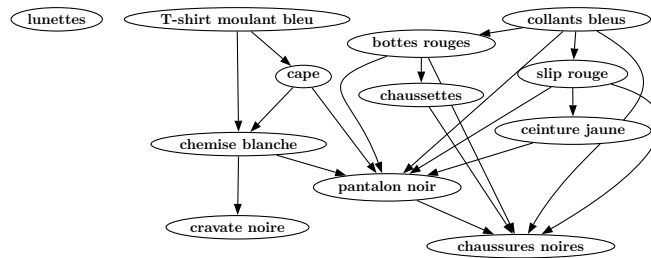 lunettes
T-shirt moulant bleu
collants bleus
bottes rouges
cape
slip rouge
chaussettes
ceinture jaune
chemise blanche
pantalon noir
cravate noire
chaussures noires